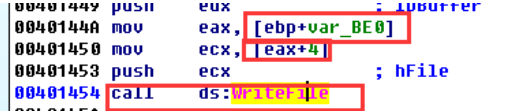 00401449 push eax ; lpBuffer
0040144A mov eax, [ebp+var_BE0]
00401450 mov ecx, [eax+4]
00401453 push ecx ; hFile
00401454 call ds:WriteFile